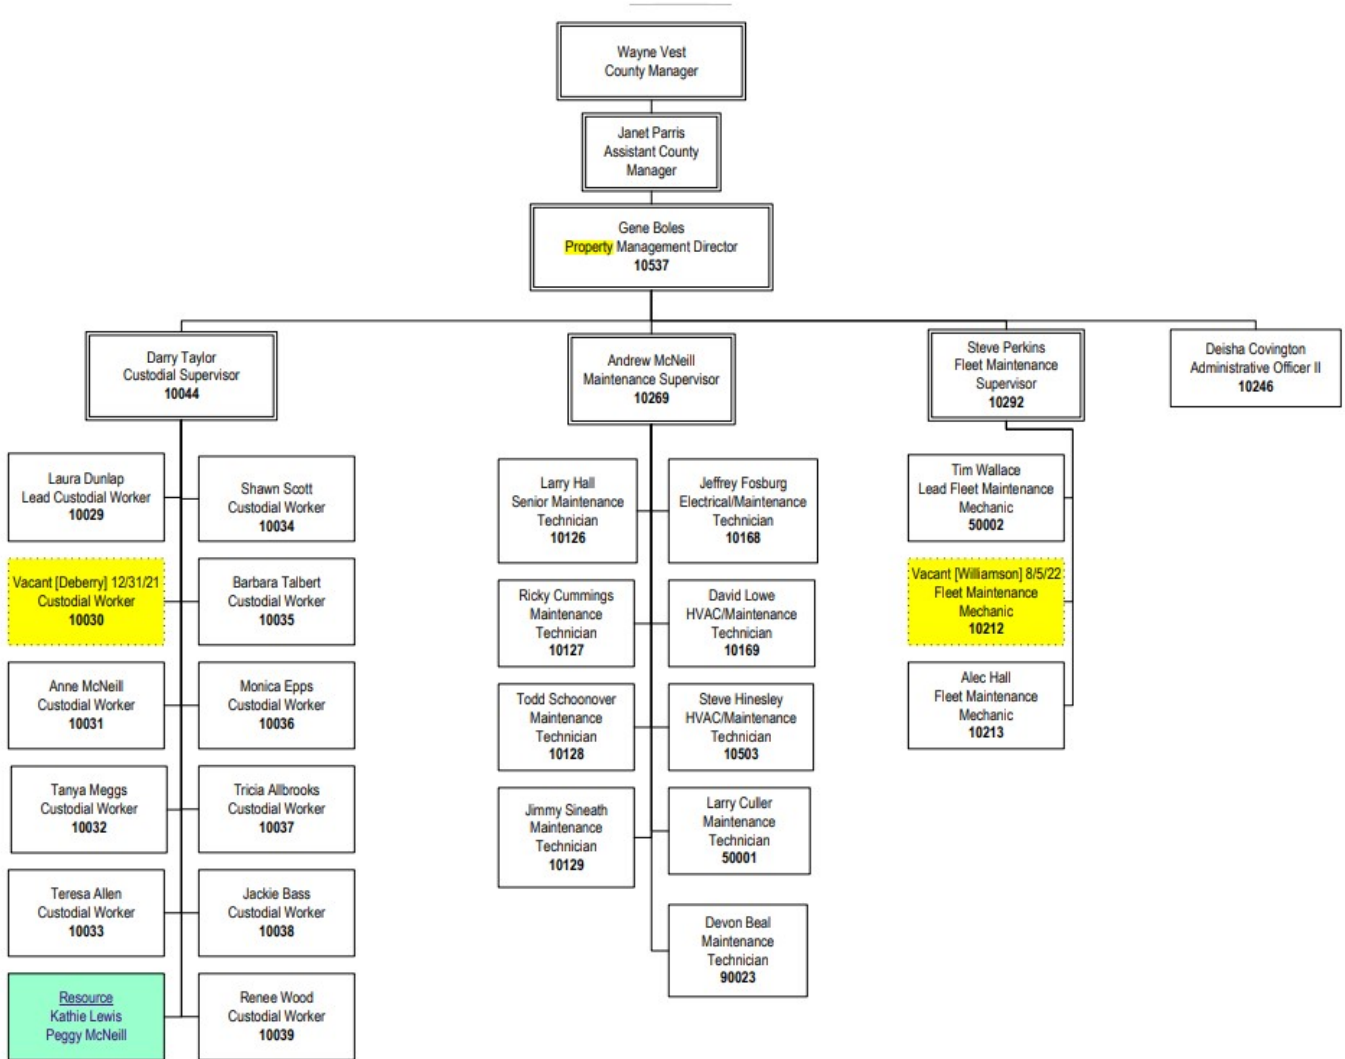 Wayne Vest
County Manager
Janet Parris
Assistant County
Manager
Gene Boles
Property Management Director
10537
Darry Taylor
Custodial Supervisor
10044
Andrew McNeill
Maintenance Supervisor
10269
Steve Perkins
Fleet Maintenance
Supervisor
10292
Deisha Covington
Administrative Officer II
10246
Laura Dunlap
Lead Custodial Worker
10029
Shawn Scott
Custodial Worker
10034
Vacant [Deberry] 12/31/21
Custodial Worker
10030
Barbara Talbert
Custodial Worker
10035
Anne McNeill
Custodial Worker
10031
Monica Epps
Custodial Worker
10036
Tanya Meggs
Custodial Worker
10032
Tricia Allbrooks
Custodial Worker
10037
Teresa Allen
Custodial Worker
10033
Jackie Bass
Custodial Worker
10038
Resource
Kathie Lewis
Peggy McNeill
Renee Wood
Custodial Worker
10039
Larry Hall
Senior Maintenance
Technician
10126
Jeffrey Fosburg
Electrical/Maintenance
Technician
10168
Ricky Cummings
Maintenance
Technician
10127
David Lowe
HVAC/Maintenance
Technician
10169
Todd Schoonover
Maintenance
Technician
10128
Steve Hinesley
HVAC/Maintenance
Technician
10503
Jimmy Sineath
Maintenance
Technician
10129
Larry Culler
Maintenance
Technician
50001
Devon Beal
Maintenance
Technician
90023
Tim Wallace
Lead Fleet Maintenance
Mechanic
50002
Vacant [Williamson] 8/5/22
Fleet Maintenance
Mechanic
10212
Alec Hall
Fleet Maintenance
Mechanic
10213